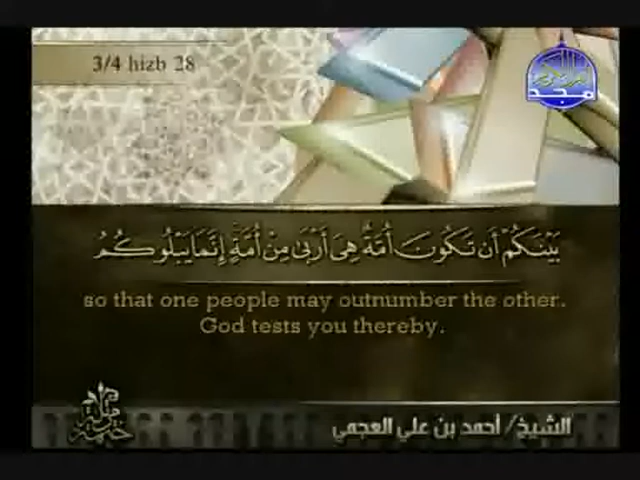 3/4 hizb 28
مجد
بَيْنَكُمْ أَن تَكُونَ أُمَّةٌ هِيَ أَرْبَىٰ مِنْ أُمَّةٍ ۚ إِنَّمَا يَبْلُوكُمُ
so that one people may outnumber the other.
God tests you thereby.
الشيخ/ أحمد بن علي العجمي